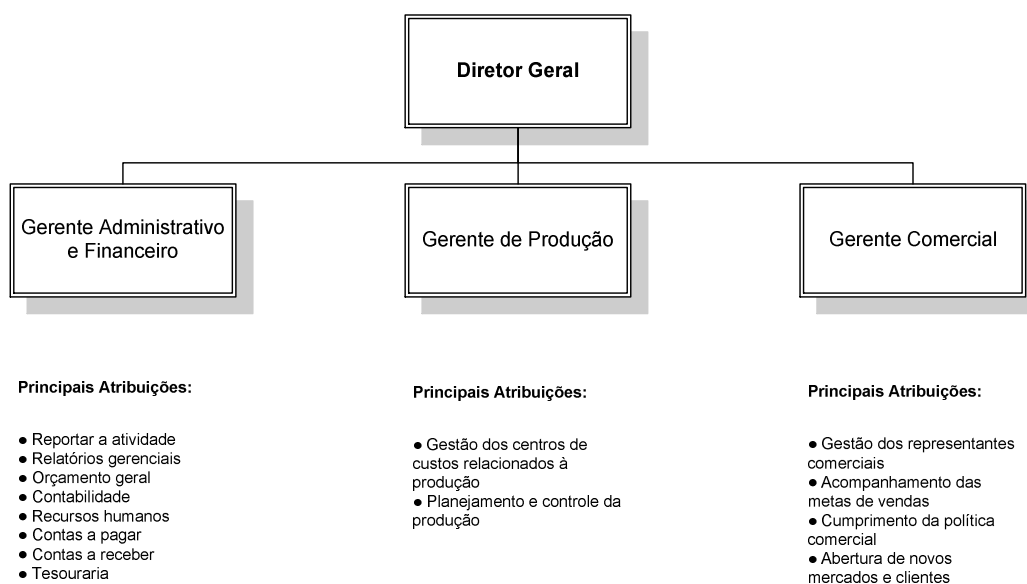 Diretor Geral
Gerente Administrativo
e Financeiro
Gerente de Produção
Gerente Comercial
Principais Atribuições:
● Reportar a atividade
● Relatórios gerenciais
● Orçamento geral
● Contabilidade
● Recursos humanos
● Contas a pagar
● Contas a receber
● Tesouraria
Principais Atribuições:
● Gestão dos centros de
custos relacionados à
produção
● Planejamento e controle da
produção
Principais Atribuições:
● Gestão dos representantes
comerciais
● Acompanhamento das
metas de vendas
● Cumprimento da política
comercial
● Abertura de novos
mercados e clientes